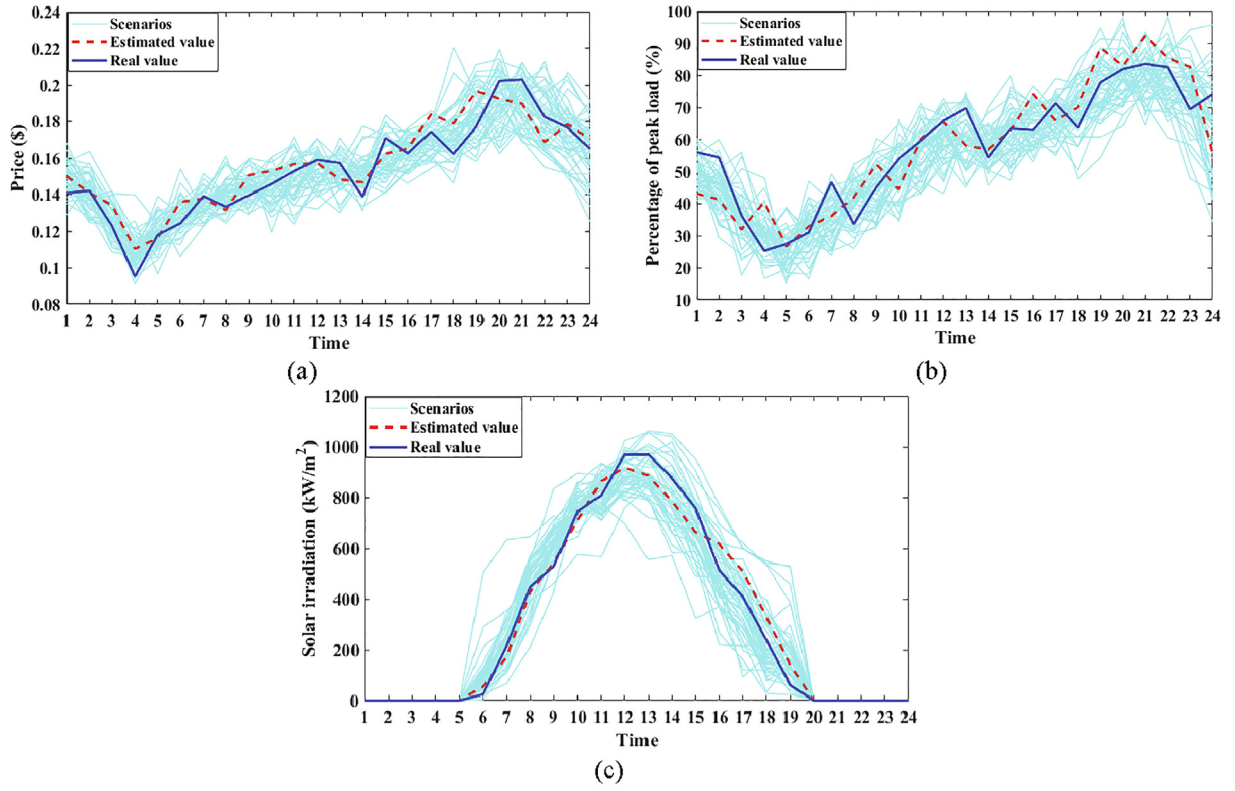 (a)
0.24
0.22
0.2
0.18
0.16
0.14
0.12
0.1
0.08
Price ($)
Scenarios
Estimated value
Real value
1 2 3 4 5 6 7 8 9 10 11 12 13 14 15 16 17 18 19 20 21 22 23 24
Time
(b)
100
90
80
70
60
50
40
30
20
10
Percentage of peak load (%)
Scenarios
Estimated value
Real value
1 2 3 4 5 6 7 8 9 10 11 12 13 14 15 16 17 18 19 20 21 22 23 24
Time
1200
1000
800
600
400
200
0
Solar irradiation (kW/m²)
Scenarios
Estimated value
Real value
1 2 3 4 5 6 7 8 9 10 11 12 13 14 15 16 17 18 19 20 21 22 23 24
Time
(c)